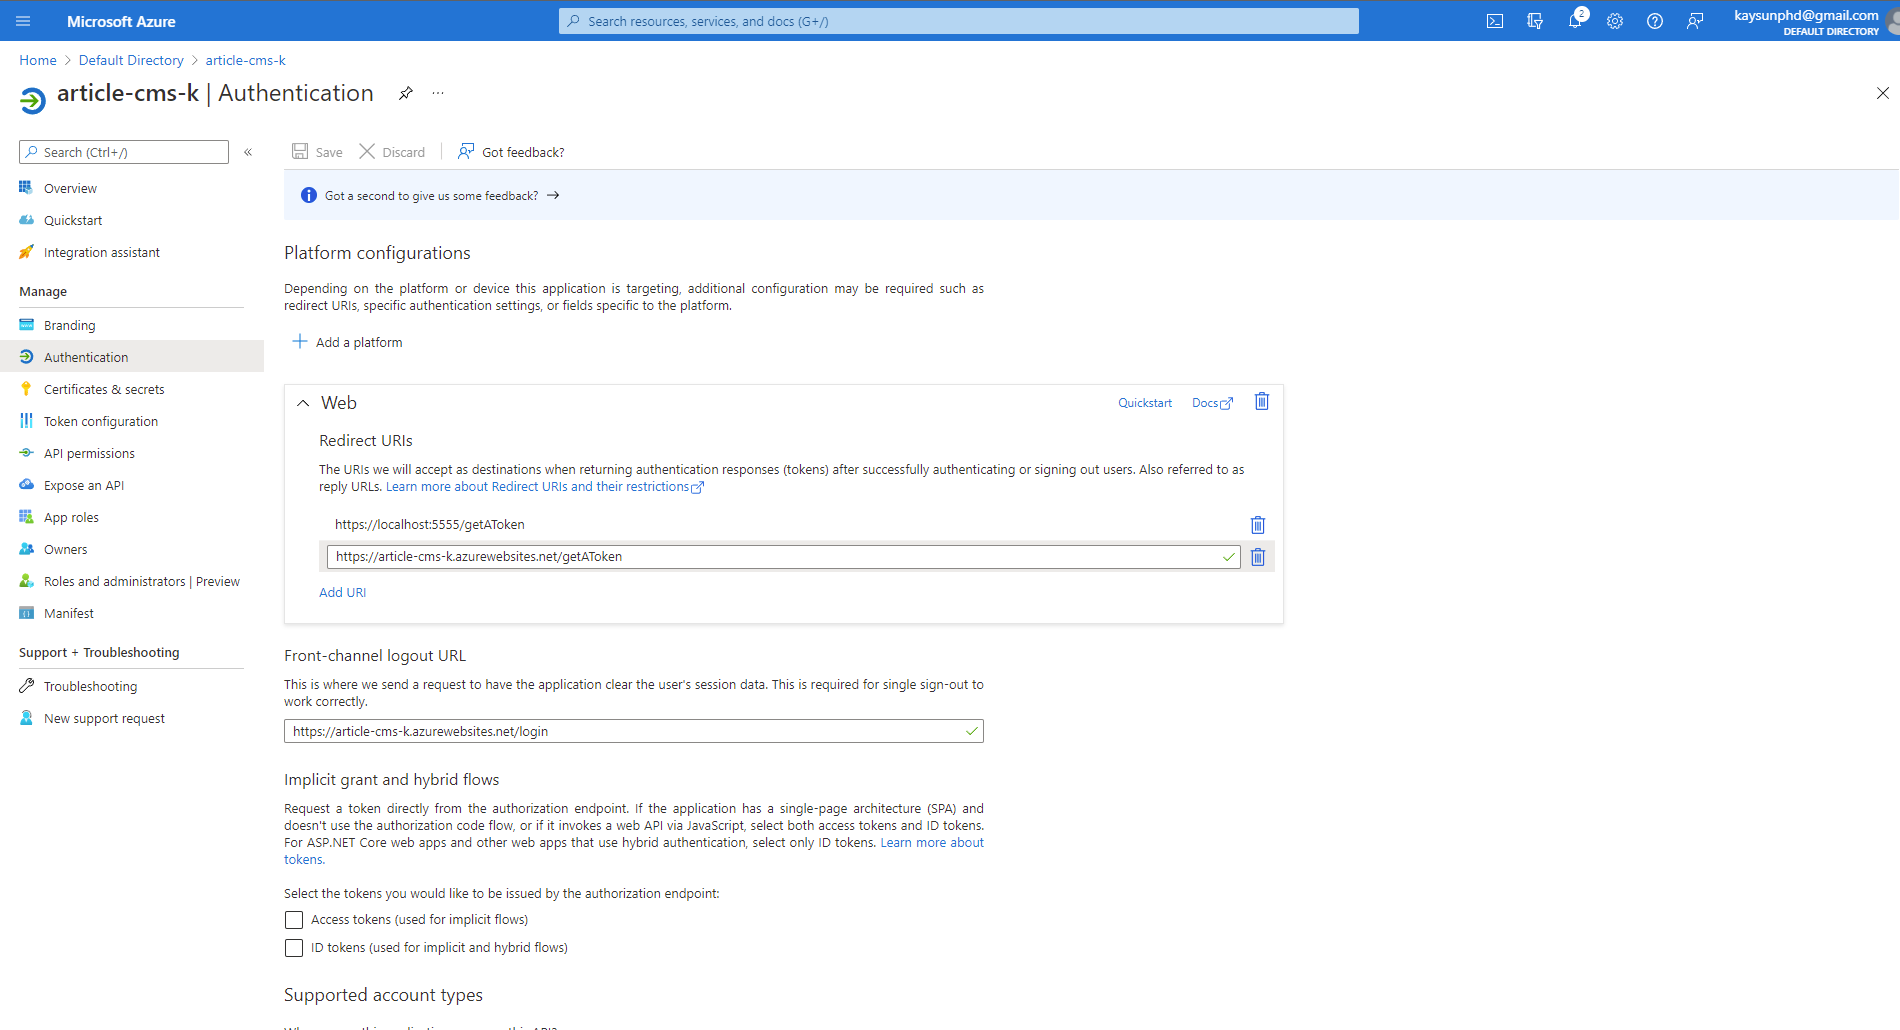 Microsoft Azure
Search resources, services, and docs (G+/)
2
kaysunphd@gmail.com
DEFAULT DIRECTORY
Home > Default Directory > article-cms-k
article-cms-k | Authentication
Search (Ctrl+/)
Overview
Quickstart
Integration assistant
Manage
Branding
Authentication
Certificates & secrets
Token configuration
API permissions
Expose an API
App roles
Owners
Roles and administrators | Preview
Manifest
Support + Troubleshooting
Troubleshooting
New support request
Save
Discard
Got feedback?
Got a second to give us some feedback?
Platform configurations
Depending on the platform or device this application is targeting, additional configuration may be required such as
redirect URIs, specific authentication settings, or fields specific to the platform.
Add a platform
Web
Quickstart
Docs
Redirect URIs
The URIs we will accept as destinations when returning authentication responses (tokens) after successfully authenticating or signing out users. Also referred to as
reply URLs. Learn more about Redirect URIs and their restrictions
https://localhost:5555/getAToken
https://article-cms-k.azurewebsites.net/getAToken
Add URI
Front-channel logout URL
This is where we send a request to have the application clear the user's session data. This is required for single sign-out to
work correctly.
https://article-cms-k.azurewebsites.net/login
Implicit grant and hybrid flows
Request a token directly from the authorization endpoint. If the application has a single-page architecture (SPA) and
doesn't use the authorization code flow, or if it invokes a web API via JavaScript, select both access tokens and ID tokens.
For ASP.NET Core web apps and other web apps that use hybrid authentication, select only ID tokens. Learn more about
tokens.
Select the tokens you would like to be issued by the authorization endpoint:
Access tokens (used for implicit flows)
ID tokens (used for implicit and hybrid flows)
Supported account types